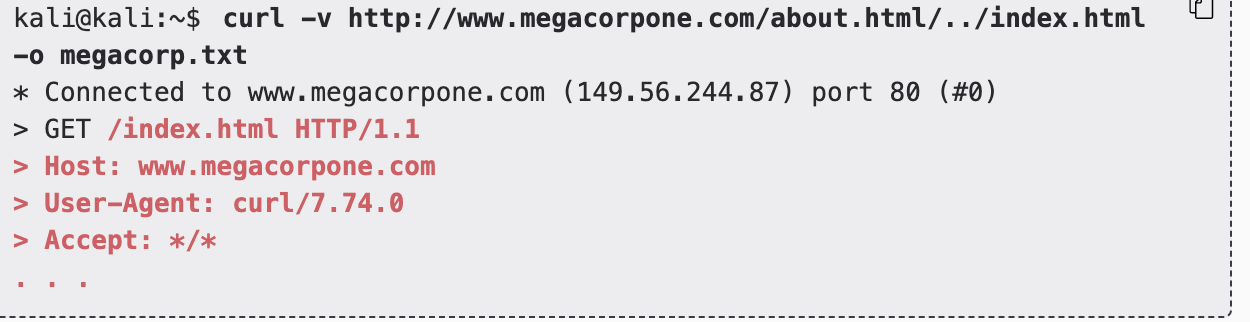 kali@kali:~$ curl -v http://www.megacorpone.com/about.html/../index.html
-o megacorp.txt
* Connected to www.megacorpone.com (149.56.244.87) port 80 (#0)
> GET /index.html HTTP/1.1
> Host: www.megacorpone.com
> User-Agent: curl/7.74.0
> Accept: */*
. . .